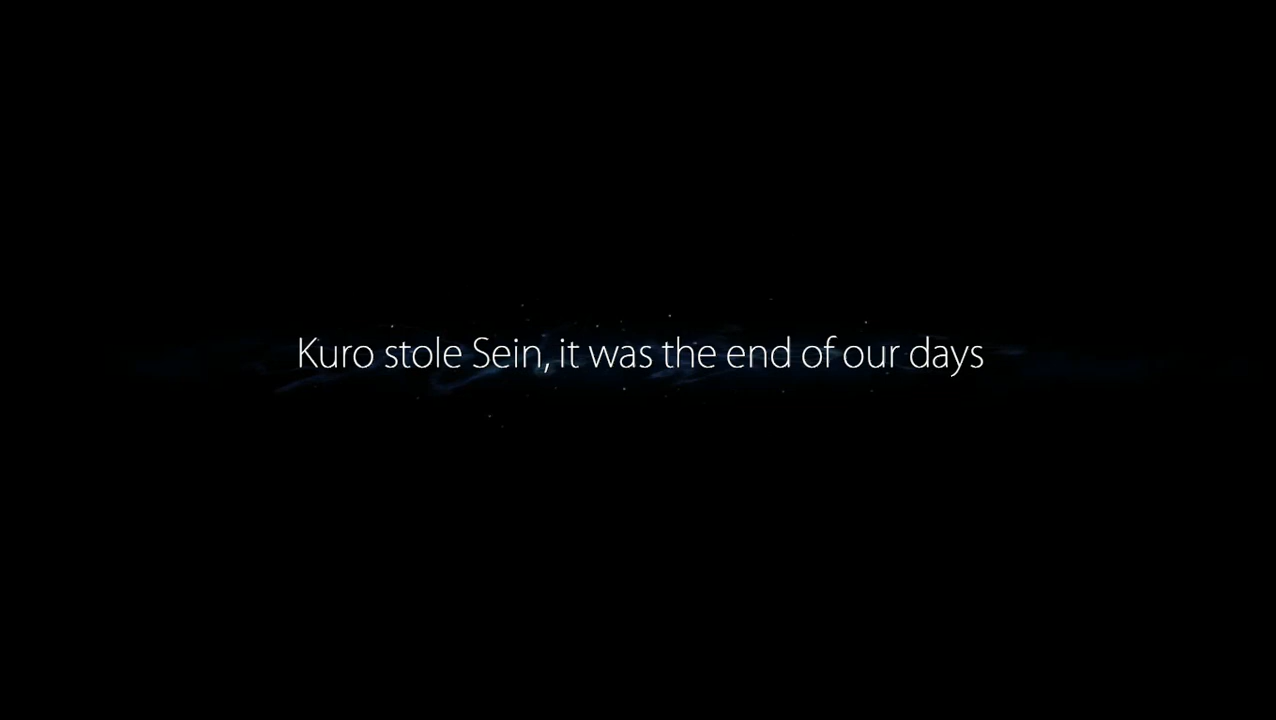 Kuro stole Sein, it was the end of our days